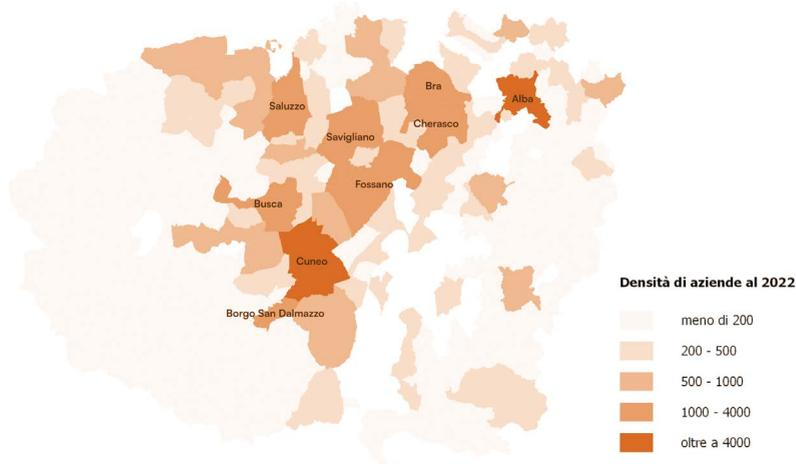 Bra
Alba
Saluzzo
Cherasco
Savigliano
Fossano
Busca
Cuneo
Borgo San Dalmazzo
Densità di aziende al 2022
meno di 200
200 - 500
500 - 1000
1000 - 4000
oltre a 4000